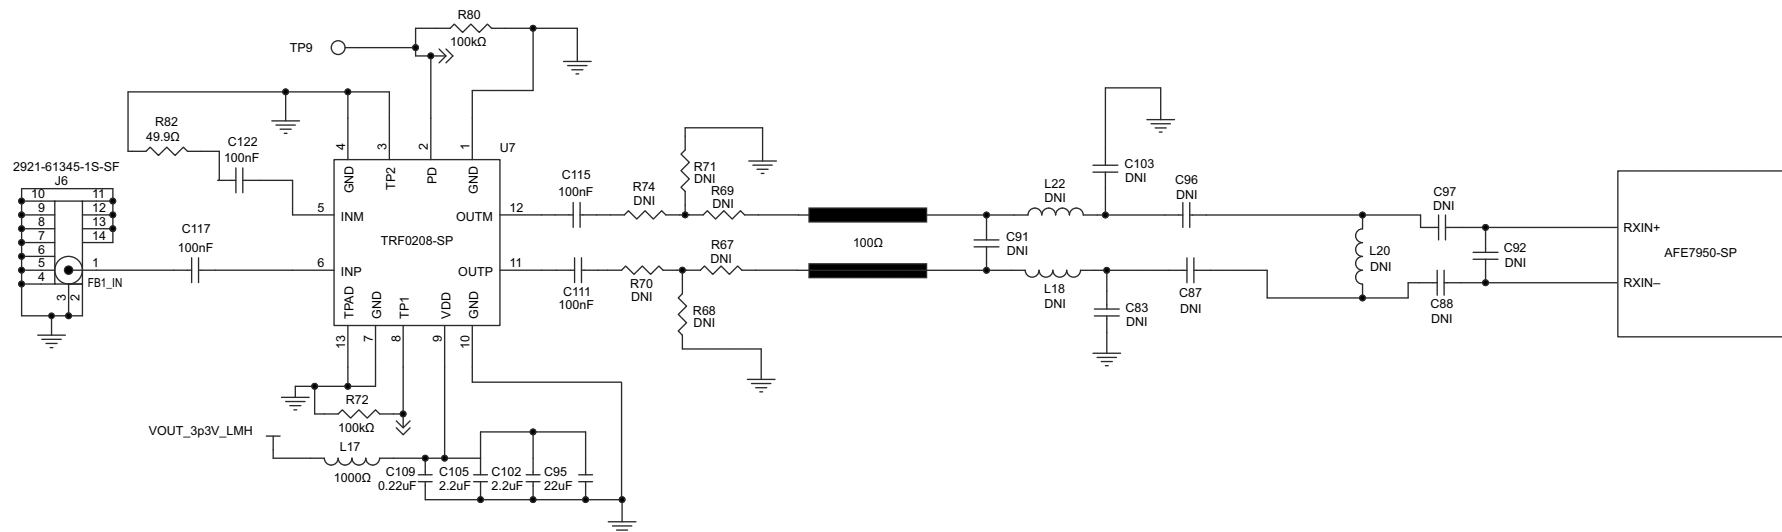 R80
100kΩ
TP9
R82
49.9Ω
C122
100nF
2921-61345-1S-SF
J6
10
9
8
7
6
5
4
11
12
13
14
3
2
1
FB1_IN
C117
100nF
U7
4
3
2
1
GND
TP2
PD
GND
5
INM
OUTM
12
TRF0208-SP
6
INP
OUTP
11
TPAD
GND
TP1
VDD
GND
13
7
8
9
10
R72
100kΩ
VOUT_3p3V_LMH
L17
1000Ω
C109
0.22uF
C105
2.2uF
C102
2.2uF
C95
22uF
C115
100nF
R74
DNI
R71
DNI
R69
DNI
C111
100nF
R70
DNI
R67
DNI
R68
DNI
100Ω
C91
DNI
L22
DNI
L18
DNI
C103
DNI
C83
DNI
C96
DNI
C87
DNI
L20
DNI
C97
DNI
C88
DNI
C92
DNI
RXIN+
AFE7950-SP
RXIN–